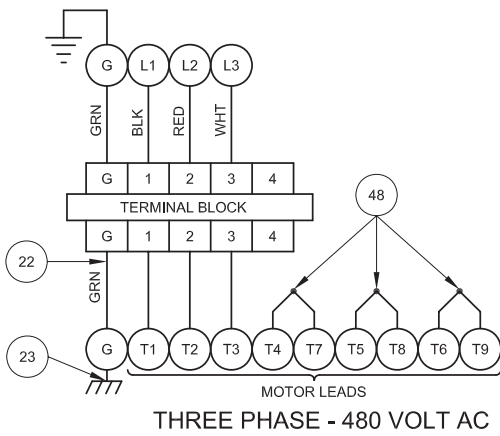 G L1 L2 L3
GRN BLK RED WHT
G 1 2 3 4
TERMINAL BLOCK
G 1 2 3 4
48
22
GRN
23
G T1 T2 T3 T4 T7 T5 T8 T6 T9
MOTOR LEADS
THREE PHASE - 480 VOLT AC